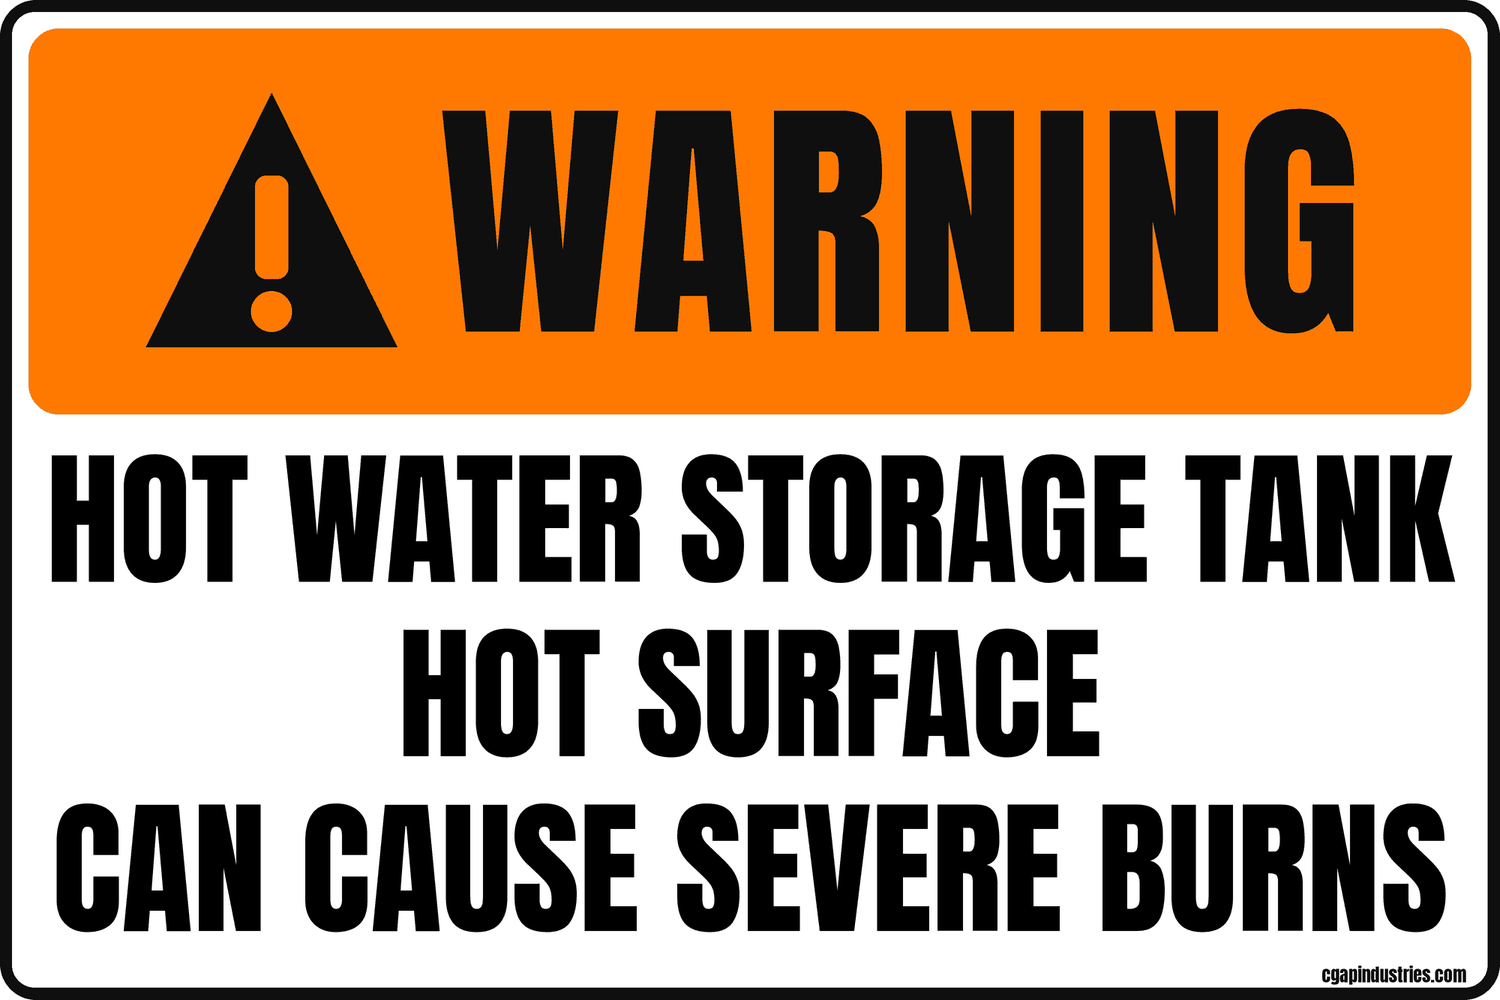 WARNING
HOT WATER STORAGE TANK
HOT SURFACE
CAN CAUSE SEVERE BURNS
cgapindustries.com